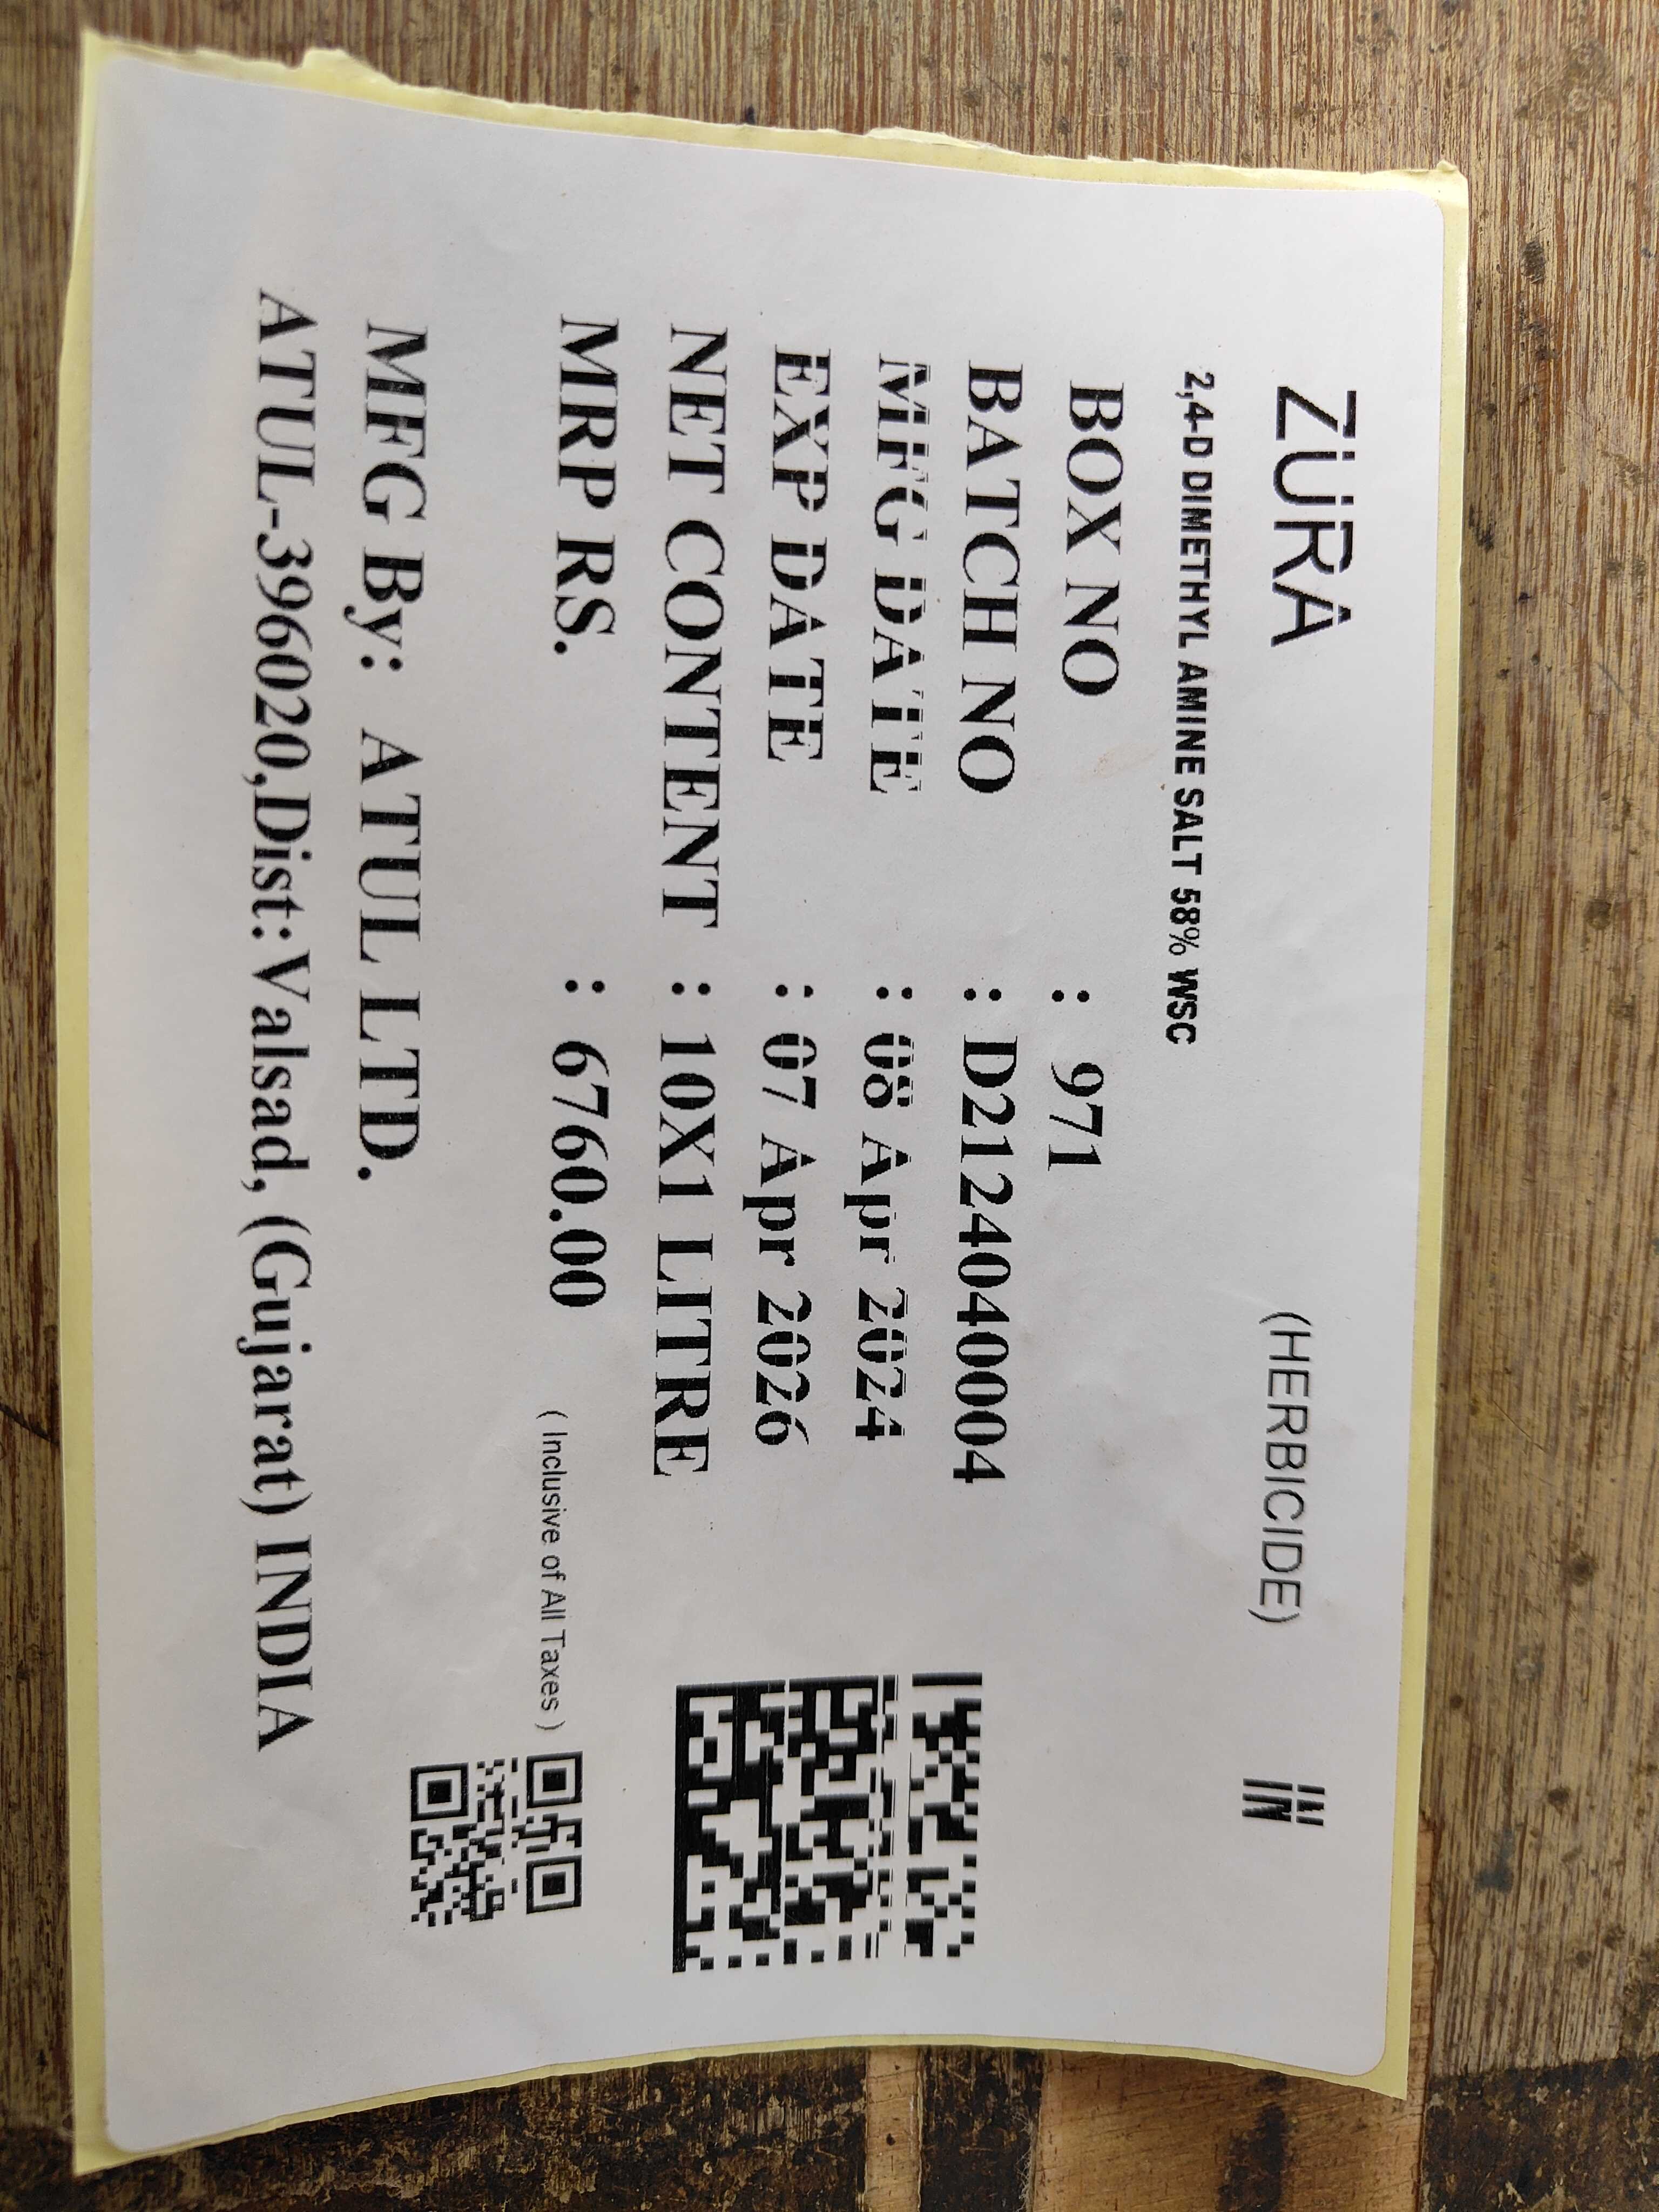 ZÜRA (HERBICIDE) IN
2,4-D DIMETHYL AMINE SALT 58% WSC
BOX NO : 971
BATCH NO : D2124040004
MFG DATE : 08 Apr 2024
EXP DATE : 07 Apr 2026
NET CONTENT : 10X1 LITRE
MRP RS. : 6760.00 ( Inclusive of All Taxes )
MFG By: ATUL LTD.
ATUL-396020,Dist:Valsad, (Gujarat) INDIA